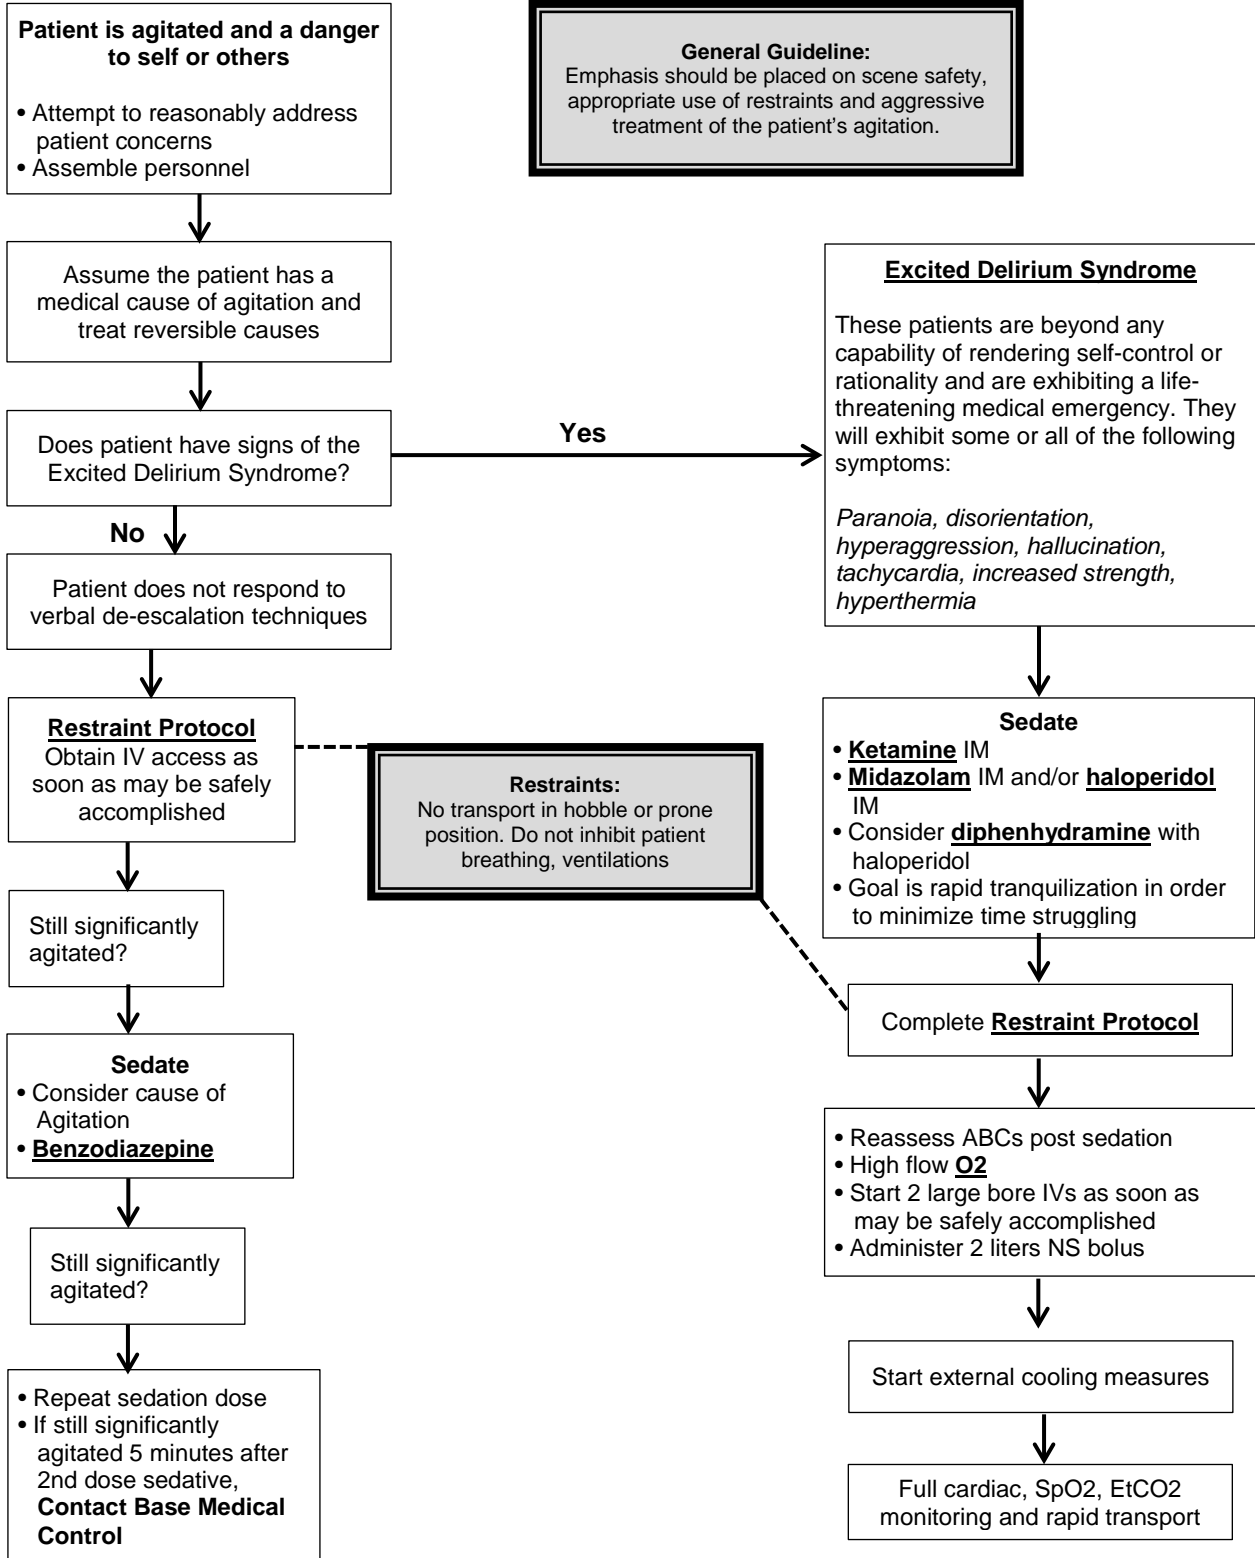 Patient is agitated and a danger
to self or others
• Attempt to reasonably address
patient concerns
• Assemble personnel
General Guideline:
Emphasis should be placed on scene safety,
appropriate use of restraints and aggressive
treatment of the patient’s agitation.
Assume the patient has a
medical cause of agitation and
treat reversible causes
Does patient have signs of the
Excited Delirium Syndrome?
Yes
Excited Delirium Syndrome
These patients are beyond any
capability of rendering self-control or
rationality and are exhibiting a life-
threatening medical emergency. They
will exhibit some or all of the following
symptoms:
Paranoia, disorientation,
hyperaggression, hallucination,
tachycardia, increased strength,
hyperthermia
No
Patient does not respond to
verbal de-escalation techniques
Restraint Protocol
Obtain IV access as
soon as may be safely
accomplished
Restraints:
No transport in hobble or prone
position. Do not inhibit patient
breathing, ventilations
Sedate
• Ketamine IM
• Midazolam IM and/or haloperidol
IM
• Consider diphenhydramine with
haloperidol
• Goal is rapid tranquilization in order
to minimize time struggling
Still significantly
agitated?
Complete Restraint Protocol
Sedate
• Consider cause of
Agitation
• Benzodiazepine
• Reassess ABCs post sedation
• High flow O2
• Start 2 large bore IVs as soon as
may be safely accomplished
• Administer 2 liters NS bolus
Still significantly
agitated?
Start external cooling measures
• Repeat sedation dose
• If still significantly
agitated 5 minutes after
2nd dose sedative,
Contact Base Medical
Control
Full cardiac, SpO2, EtCO2
monitoring and rapid transport